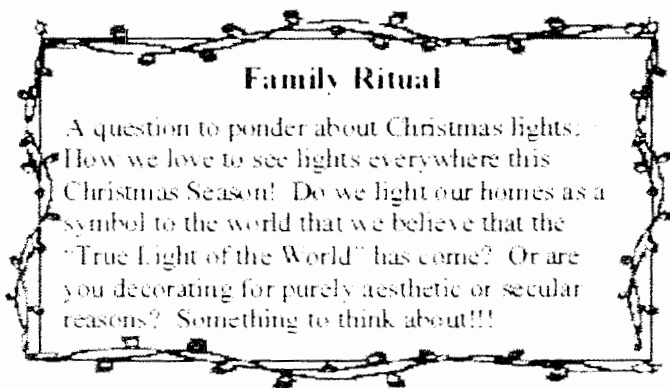 Family Ritual
A question to ponder about Christmas lights:
How we love to see lights everywhere this
Christmas Season! Do we light our homes as a
symbol to the world that we believe that the
"True Light of the World" has come? Or are
you decorating for purely aesthetic or secular
reasons? Something to think about!!!